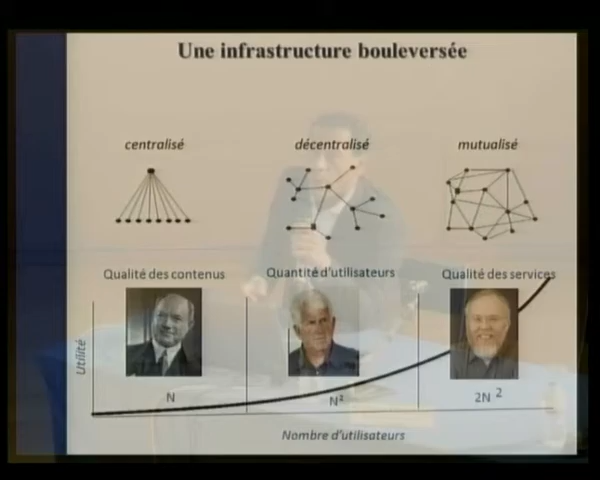 Une infrastructure bouleversée
centralisé
décentralisé
mutualisé
Qualité des contenus
Quantité d'utilisateurs
Qualité des services
Utilité
N
N²
2N ²
Nombre d'utilisateurs